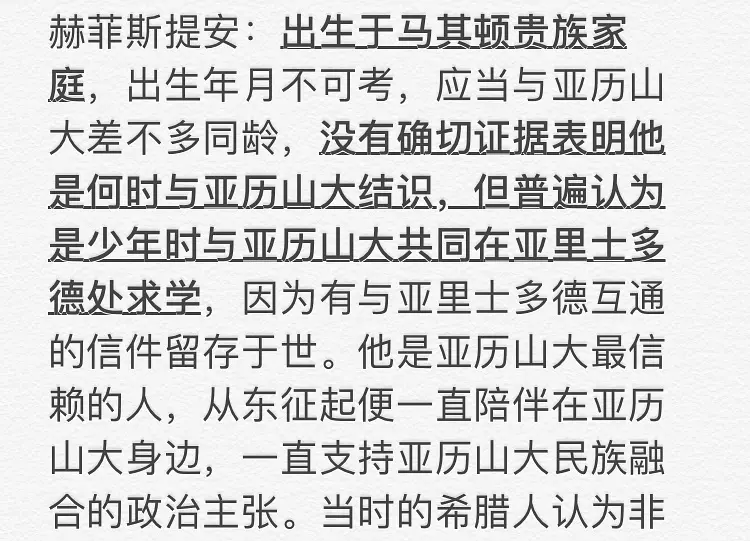 赫菲斯提安：出生于马其顿贵族家
庭，出生年月不可考，应当与亚历山
大差不多同龄，没有确切证据表明他
是何时与亚历山大结识，但普遍认为
是少年时与亚历山大共同在亚里士多
德处求学，因为有与亚里士多德互通
的信件留存于世。他是亚历山大最信
赖的人，从东征起便一直陪伴在亚历
山大身边，一直支持亚历山大民族融
合的政治主张。当时的希腊人认为非